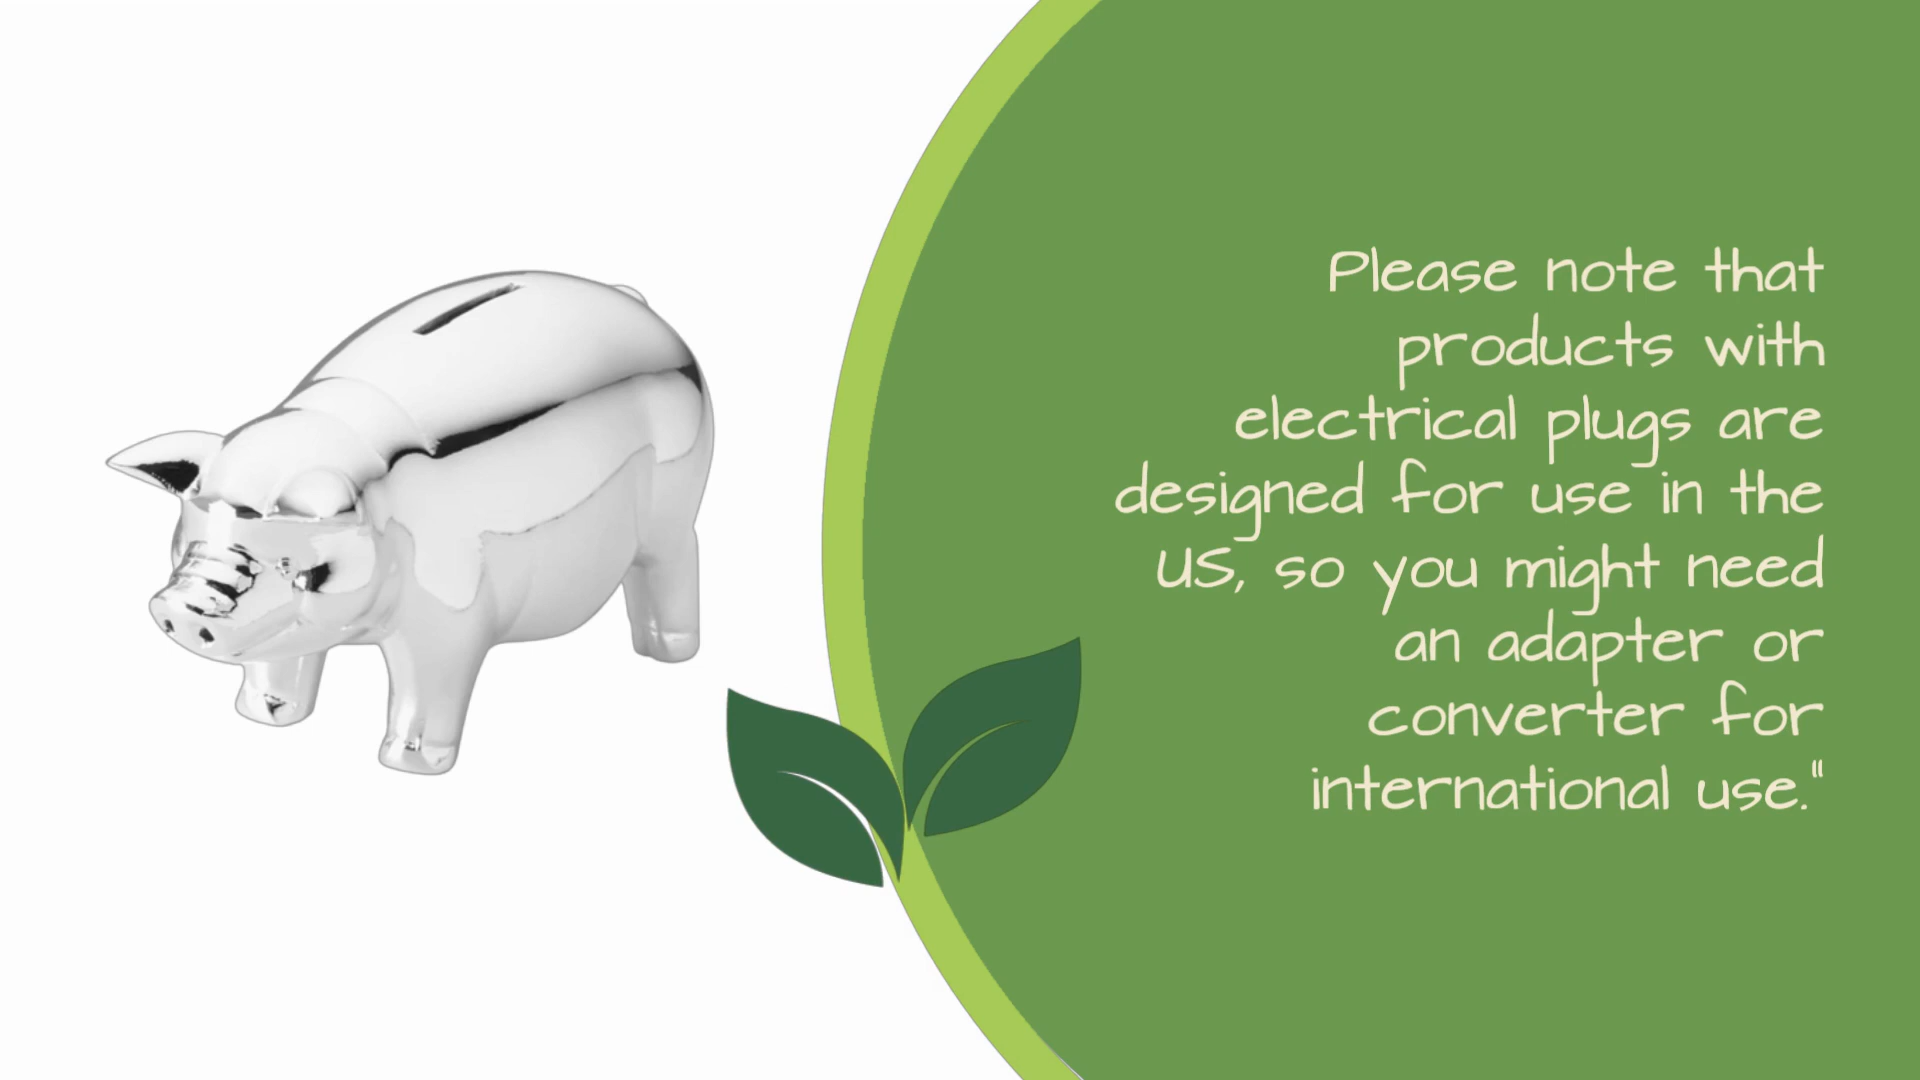 Please note that
products with
electrical plugs are
designed for use in the
US, so you might need
an adapter or
converter for
international use."